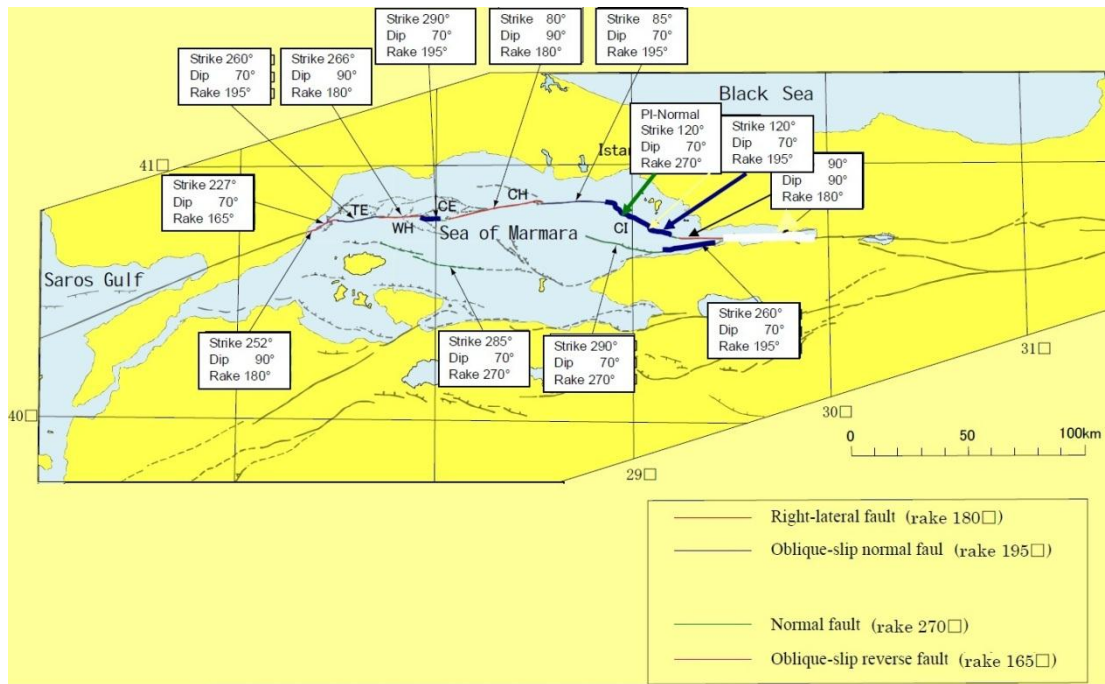 Strike 290°
Dip 70°
Rake 195°
Strike 80°
Dip 90°
Rake 180°
Strike 85°
Dip 70°
Rake 195°
Strike 260°
Dip 70°
Rake 195°
Strike 266°
Dip 90°
Rake 180°
Black Sea
PI-Normal
Strike 120°
Dip 70°
Rake 270°
Strike 120°
Dip 70°
Rake 195°
Istan
90°
Dip 90°
Rake 180°
41□
Strike 227°
Dip 70°
Rake 165°
TE
WH
CE
CH
CI
Sea of Marmara
Saros Gulf
Strike 252°
Dip 90°
Rake 180°
Strike 285°
Dip 70°
Rake 270°
Strike 290°
Dip 70°
Rake 270°
Strike 260°
Dip 70°
Rake 195°
31□
40□
30□
29□
0 50 100km
Right-lateral fault (rake 180□)
Oblique-slip normal faul (rake 195□)
Normal fault (rake 270□)
Oblique-slip reverse fault (rake 165□)